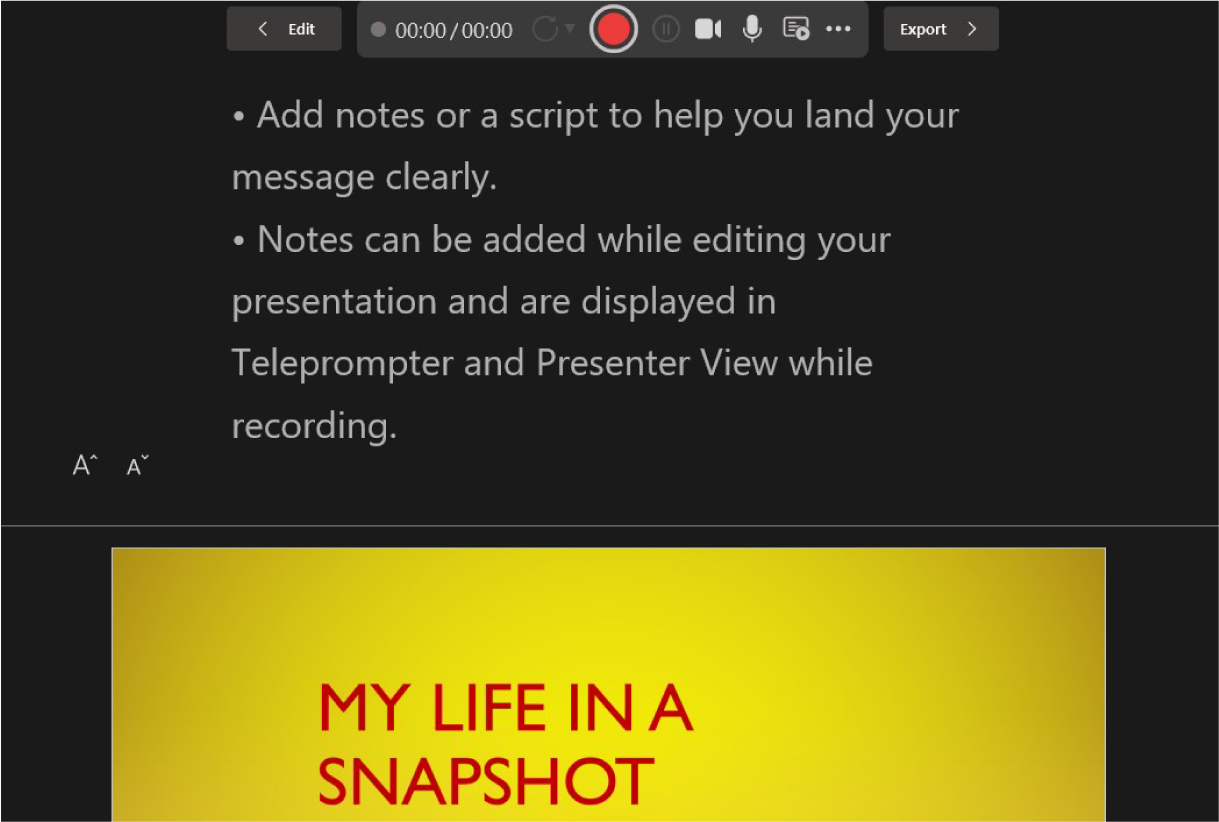 Edit 00:00/00:00 Export
• Add notes or a script to help you land your
message clearly.
• Notes can be added while editing your
presentation and are displayed in
Teleprompter and Presenter View while
recording.
A A
MY LIFE IN A
SNAPSHOT